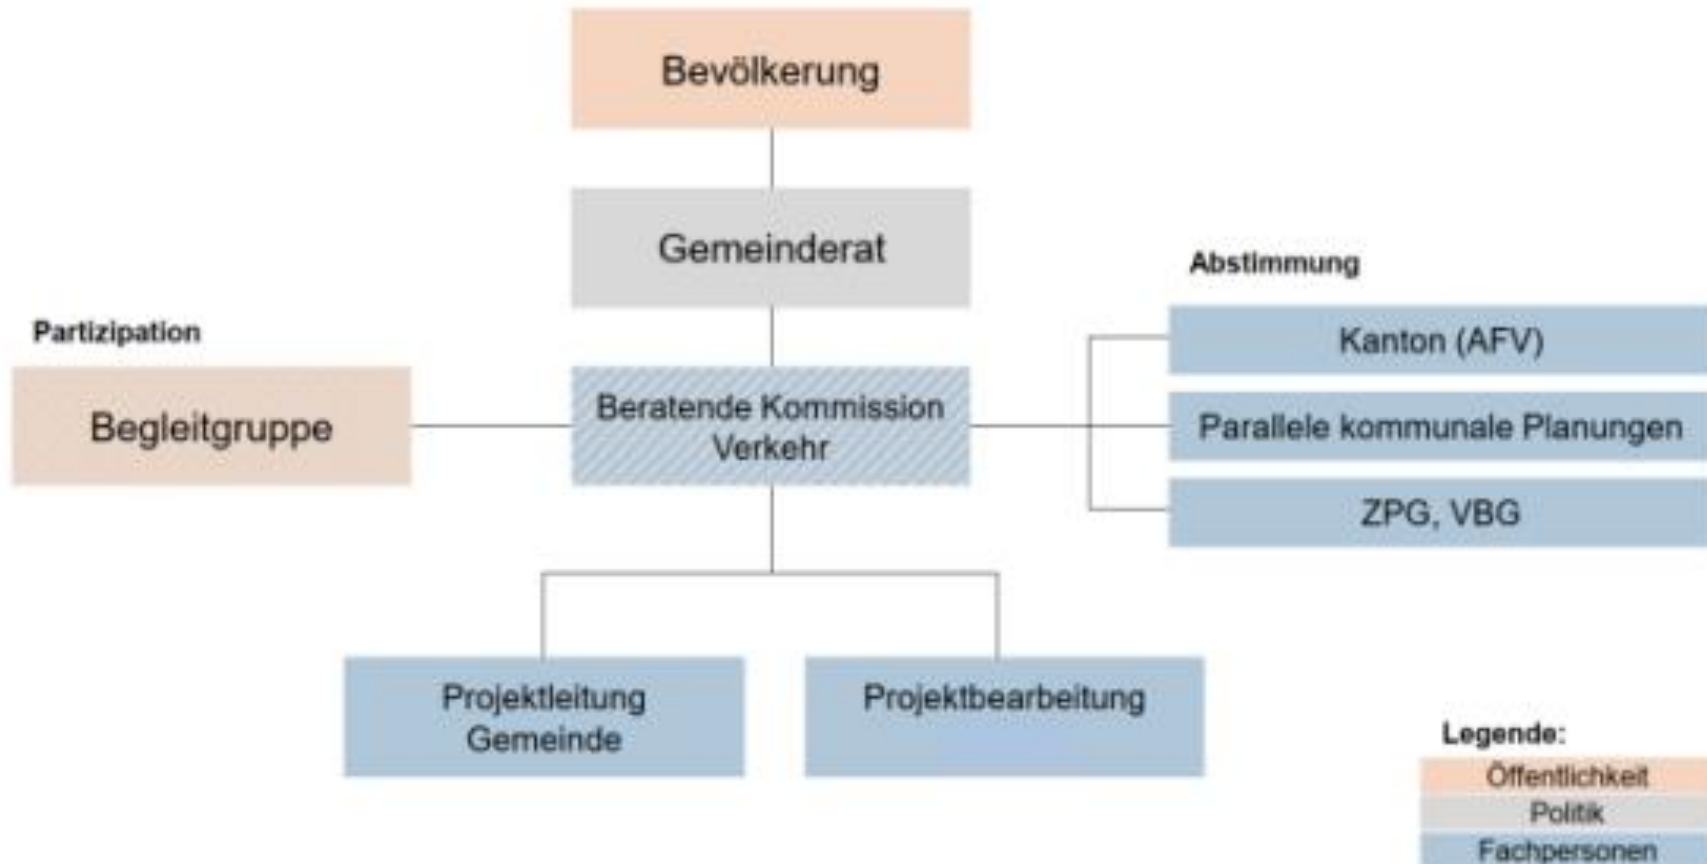 Bevölkerung
Gemeinderat
Partizipation
Begleitgruppe
Beratende Kommission
Verkehr
Abstimmung
Kanton (AFV)
Parallele kommunale Planungen
ZPG, VBG
Projektleitung
Gemeinde
Projektbearbeitung
Legende:
Öffentlichkeit
Politik
Fachpersonen